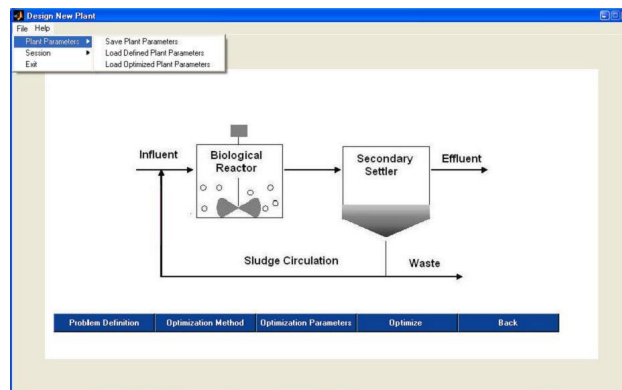 Design New Plant
File Help
Plant Parameters
Save Plant Parameters
Session
Load Defined Plant Parameters
Exit
Load Optimized Plant Parameters
Influent
Biological
Reactor
Secondary
Settler
Effluent
Sludge Circulation
Waste
Problem Definition
Optimization Method
Optimization Parameters
Optimize
Back